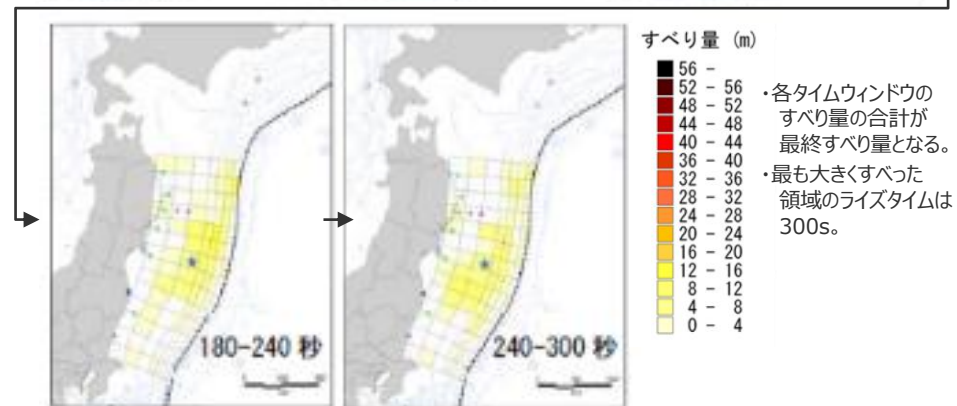 すべり量 (m)
56 -
52 - 56
48 - 52
44 - 48
40 - 44
36 - 40
32 - 36
28 - 32
24 - 28
20 - 24
16 - 20
12 - 16
8 - 12
4 - 8
0 - 4
・各タイムウィンドウの
すべり量の合計が
最終すべり量となる。
・最も大きくすべった
領域のライズタイムは
300s。
180-240 秒
240-300 秒